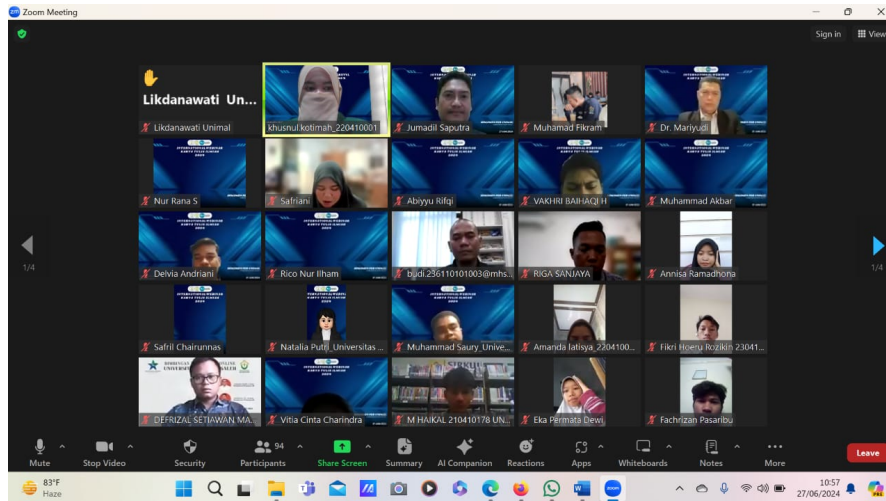 Zoom Meeting
Sign in
View
Likdanawati Un...
Likdanawati Unimal
khusnul.kotimah_220410001
Jumadil Saputra
Muhamad Fikram
Dr. Mariyudi
Nur Rana S
Safriani
Abiyyu Rifqi
VAKHRI BAIHAQI H
Muhammad Akbar
Delvia Andriani
Rico Nur Ilham
budi.236110101003@mhs...
RIGA SANJAYA
Annisa Ramadhona
1/4
1/4
Safril Chairunnas
Natalia Putri_Universitas ...
Muhammad Saury_Unive...
Amanda latisya_2204100...
Fikri Hoeru Rozikin 23041...
DEFRIZAL SETIAWAN MA...
Vitia Cinta Charindra
M HAIKAL 210410178 UN...
Eka Permata Dewi
Fachrizan Pasaribu
94
Mute
Stop Video
Security
Participants
Share Screen
Summary
AI Companion
Reactions
Apps
Whiteboards
Notes
More
Leave
83°F
Haze
10:57
27/06/2024